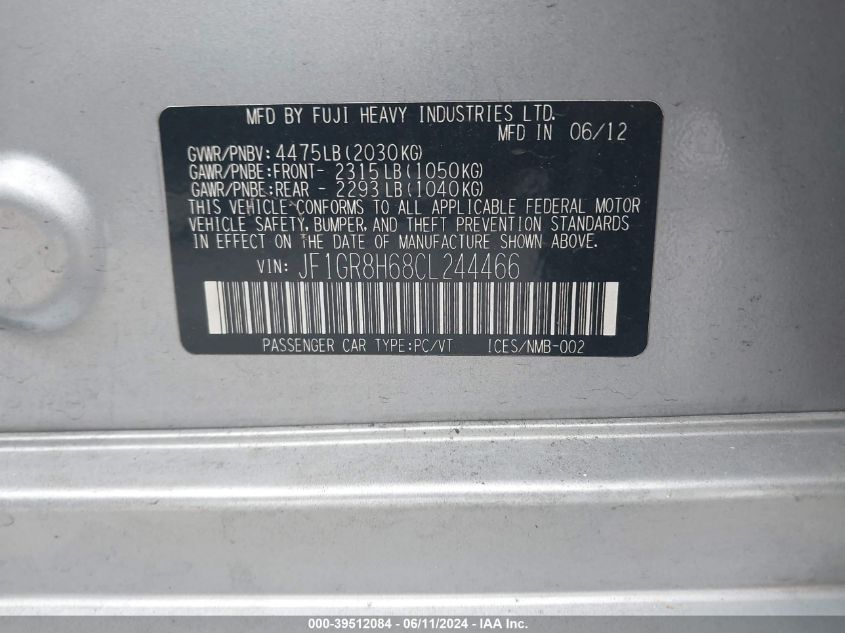 MFD BY FUJI HEAVY INDUSTRIES LTD.
MFD IN 06/12
GVWR/PNBV: 4475LB(2030KG)
GAWR/PNBE:FRONT- 2315LB(1050KG)
GAWR/PNBE:REAR - 2293LB(1040KG)
THIS VEHICLE CONFORMS TO ALL APPLICABLE FEDERAL MOTOR
VEHICLE SAFETY, BUMPER, AND THEFT PREVENTION STANDARDS
IN EFFECT ON THE DATE OF MANUFACTURE SHOWN ABOVE.
VIN: JF1GR8H68CL244466
PASSENGER CAR TYPE:PC/VT ICES/NMB-002
000-39512084 - 06/11/2024 - IAA Inc.